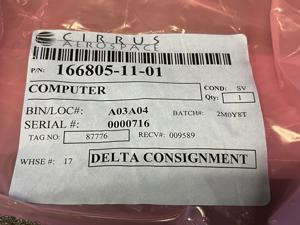 CIRRUS
AEROSPACE
P/N: 166805-11-01
COMPUTER
COND: SV
Qty: 1
BIN/LOC#: A03A04 BATCH#: 2M0Y8T
SERIAL #: 0000716
TAG NO: 87776 RECV#: 009589
WHSE #: 17 DELTA CONSIGNMENT